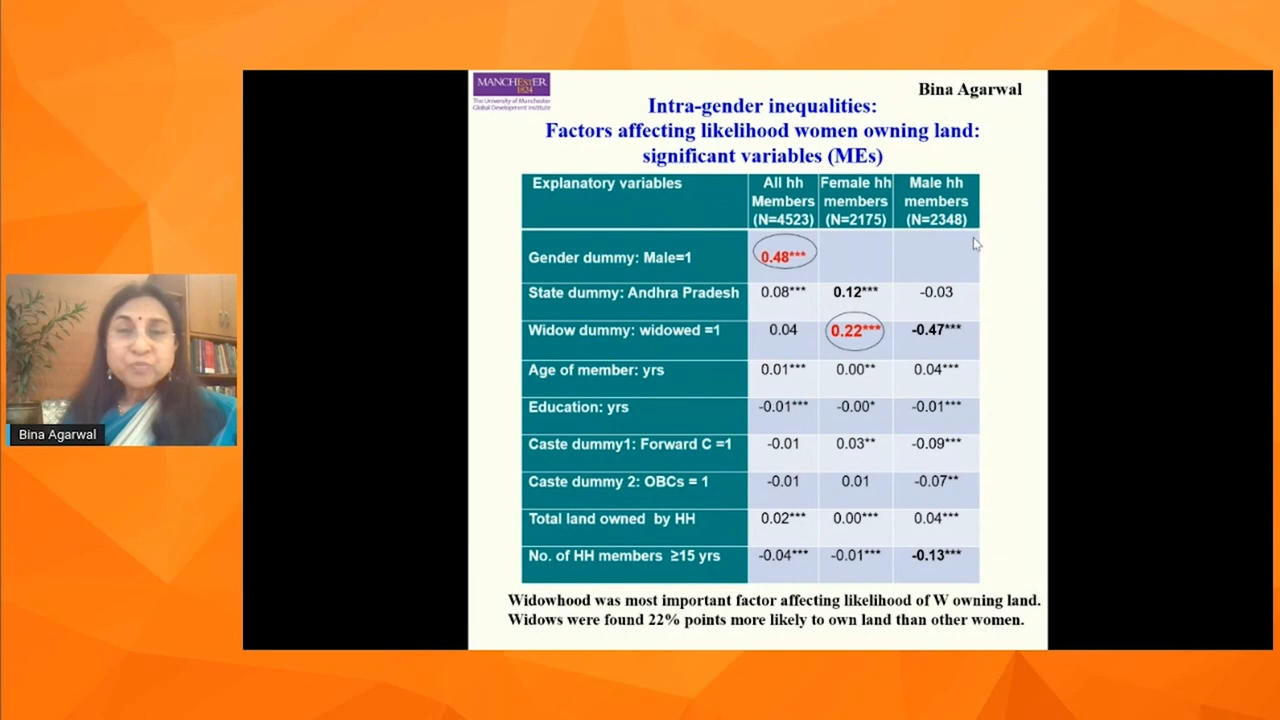 MANCHESTER
1824
The University of Manchester
Global Development Institute
Bina Agarwal
Intra-gender inequalities:
Factors affecting likelihood women owning land:
significant variables (MEs)
Explanatory variables
All hh
Members
(N=4523)
Female hh
members
(N=2175)
Male hh
members
(N=2348)
Gender dummy: Male=1 0.48***
State dummy: Andhra Pradesh 0.08*** 0.12*** -0.03
Widow dummy: widowed =1 0.04 0.22*** -0.47***
Age of member: yrs 0.01*** 0.00** 0.04***
Education: yrs -0.01*** -0.00* -0.01***
Caste dummy1: Forward C =1 -0.01 0.03** -0.09***
Caste dummy 2: OBCs = 1 -0.01 0.01 -0.07**
Total land owned by HH 0.02*** 0.00*** 0.04***
No. of HH members ≥15 yrs -0.04*** -0.01*** -0.13***
Widowhood was most important factor affecting likelihood of W owning land.
Widows were found 22% points more likely to own land than other women.
Bina Agarwal